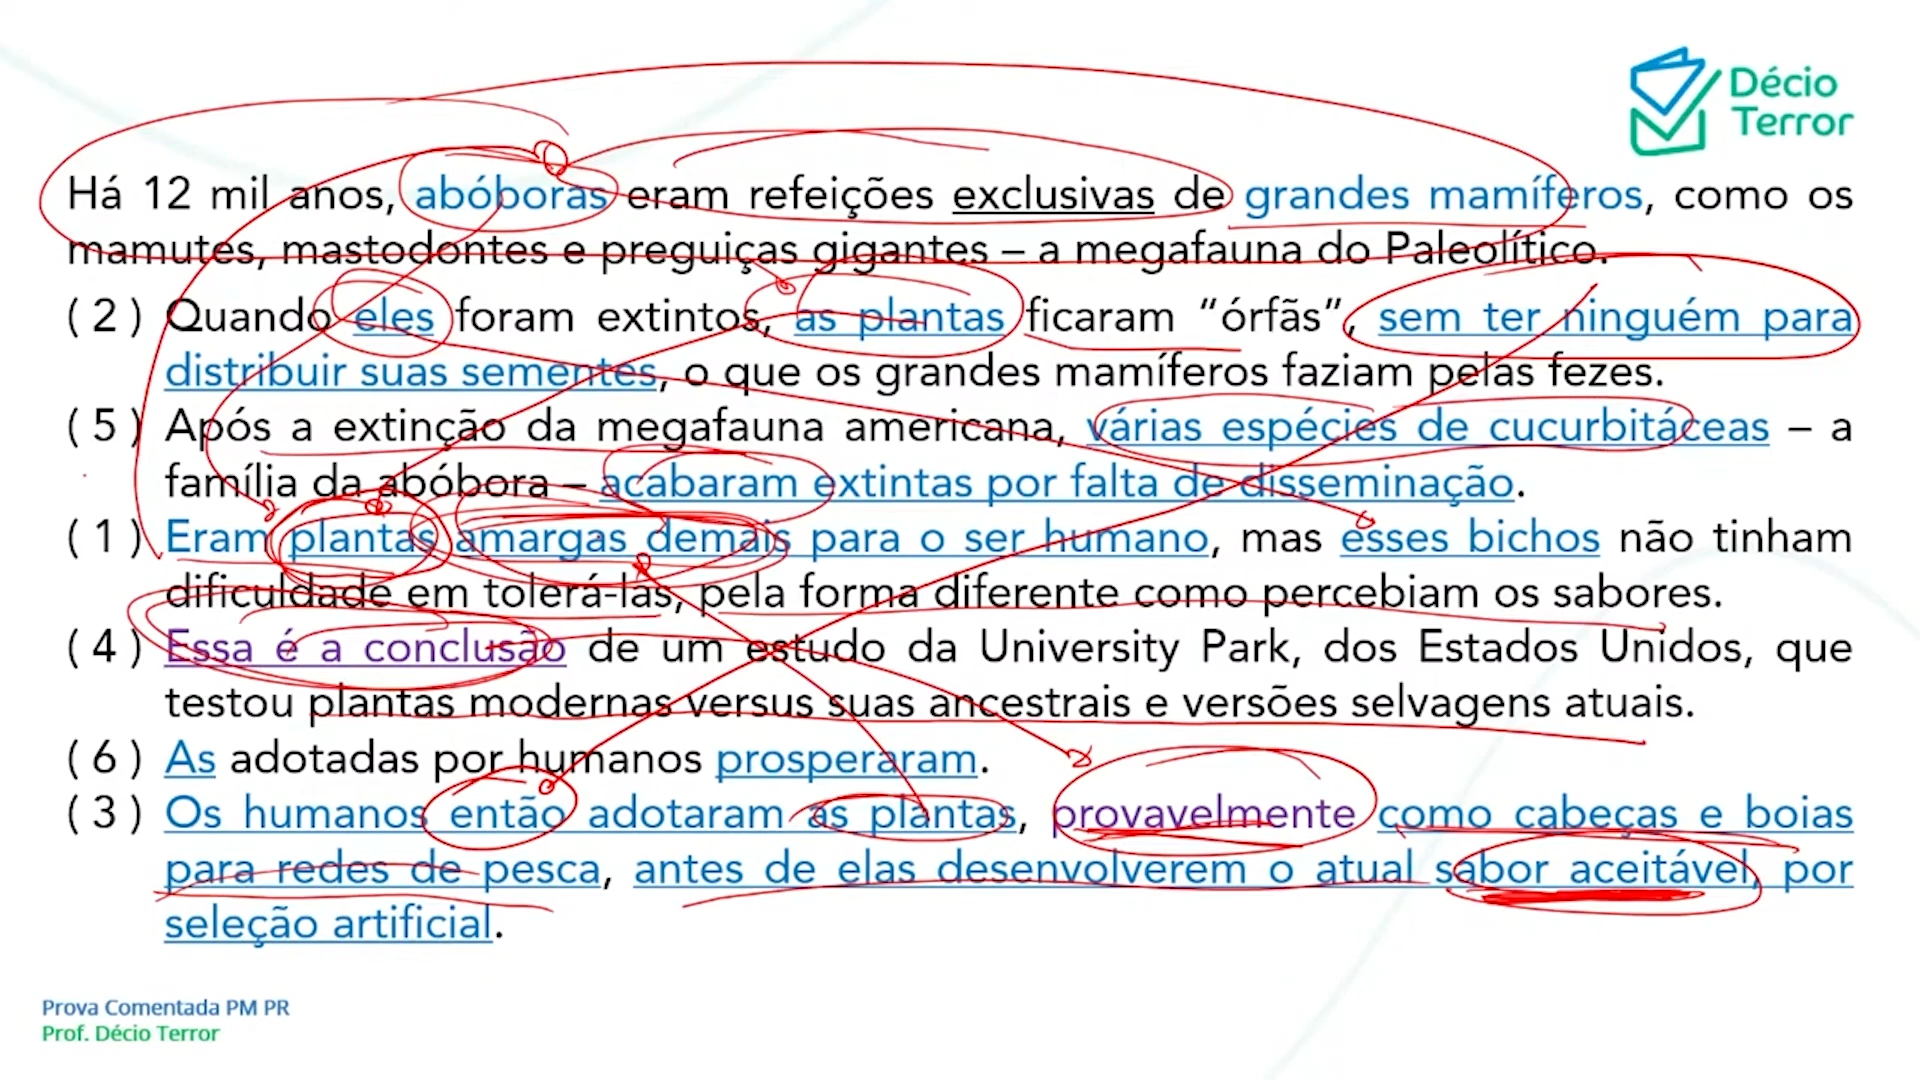 Décio
Terror
Há 12 mil anos, abóboras eram refeições exclusivas de grandes mamíferos, como os
mamutes, mastodontes e preguiças gigantes – a megafauna do Paleolítico.
( 2 ) Quando eles foram extintos, as plantas ficaram “órfãs”, sem ter ninguém para
distribuir suas sementes, o que os grandes mamíferos faziam pelas fezes.
( 5 ) Após a extinção da megafauna americana, várias espécies de cucurbitáceas – a
família da abóbora – acabaram extintas por falta de disseminação.
( 1 ) Eram plantas amargas demais para o ser humano, mas esses bichos não tinham
dificuldade em tolerá-las, pela forma diferente como percebiam os sabores.
( 4 ) Essa é a conclusão de um estudo da University Park, dos Estados Unidos, que
testou plantas modernas versus suas ancestrais e versões selvagens atuais.
( 6 ) As adotadas por humanos prosperaram.
( 3 ) Os humanos então adotaram as plantas, provavelmente como cabeças e boias
para redes de pesca, antes de elas desenvolverem o atual sabor aceitável, por
seleção artificial.
Prova Comentada PM PR
Prof. Décio Terror